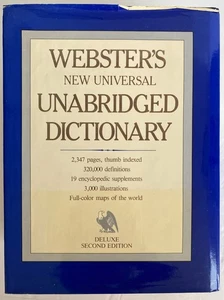 WEBSTER'S
NEW UNIVERSAL
UNABRIDGED
DICTIONARY
2,347 pages, thumb indexed
320,000 definitions
19 encyclopedic supplements
3,000 illustrations
Full-color maps of the world
DELUXE
SECOND EDITION